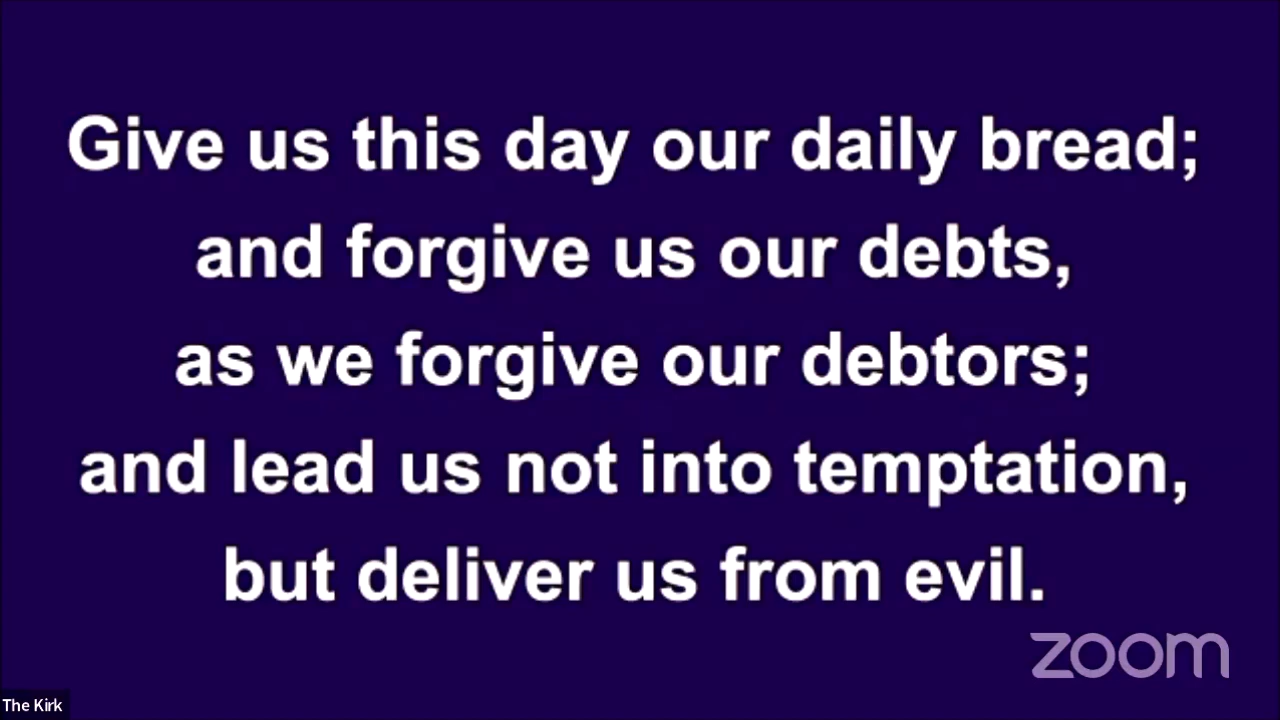 Give us this day our daily bread;
and forgive us our debts,
as we forgive our debtors;
and lead us not into temptation,
but deliver us from evil.
zoom
The Kirk